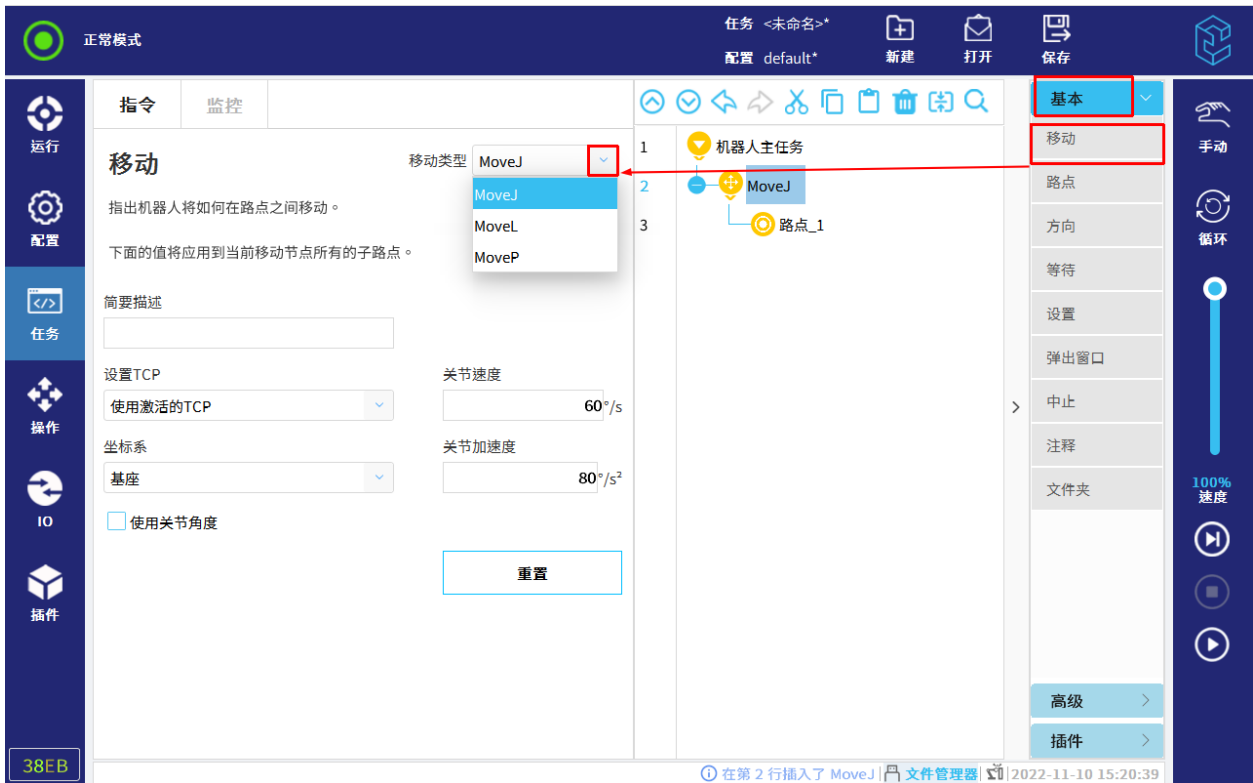 正常模式
任务 <未命名>*
配置 default*
新建
打开
保存
运行
配置
任务
操作
IO
插件
38EB
指令
监控
移动
移动类型 MoveJ
MoveJ
MoveL
MoveP
指出机器人将如何在路点之间移动。
下面的值将应用到当前移动节点所有的子路点。
简要描述
设置TCP
使用激活的TCP
关节速度
60 °/s
坐标系
基座
关节加速度
80 °/s²
使用关节角度
重置
1 机器人主任务
2 MoveJ
3 路点_1
基本
移动
路点
方向
等待
设置
弹出窗口
中止
注释
文件夹
高级
插件
手动
循环
100%
速度
在第 2 行插入了 MoveJ
文件管理器
2022-11-10 15:20:39